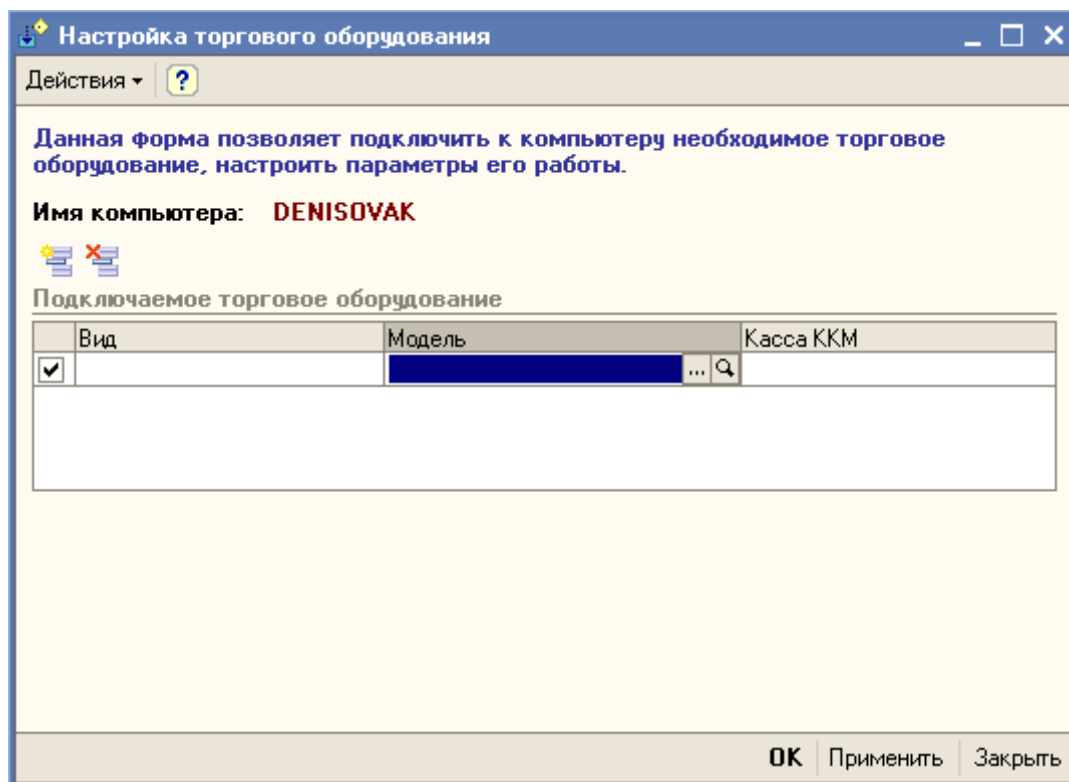 Настройка торгового оборудования
Действия
?
Данная форма позволяет подключить к компьютеру необходимое торговое
оборудование, настроить параметры его работы.
Имя компьютера: DENISOVAK
Подключаемое торговое оборудование
Вид Модель Касса ККМ
...
OK Применить Закрыть